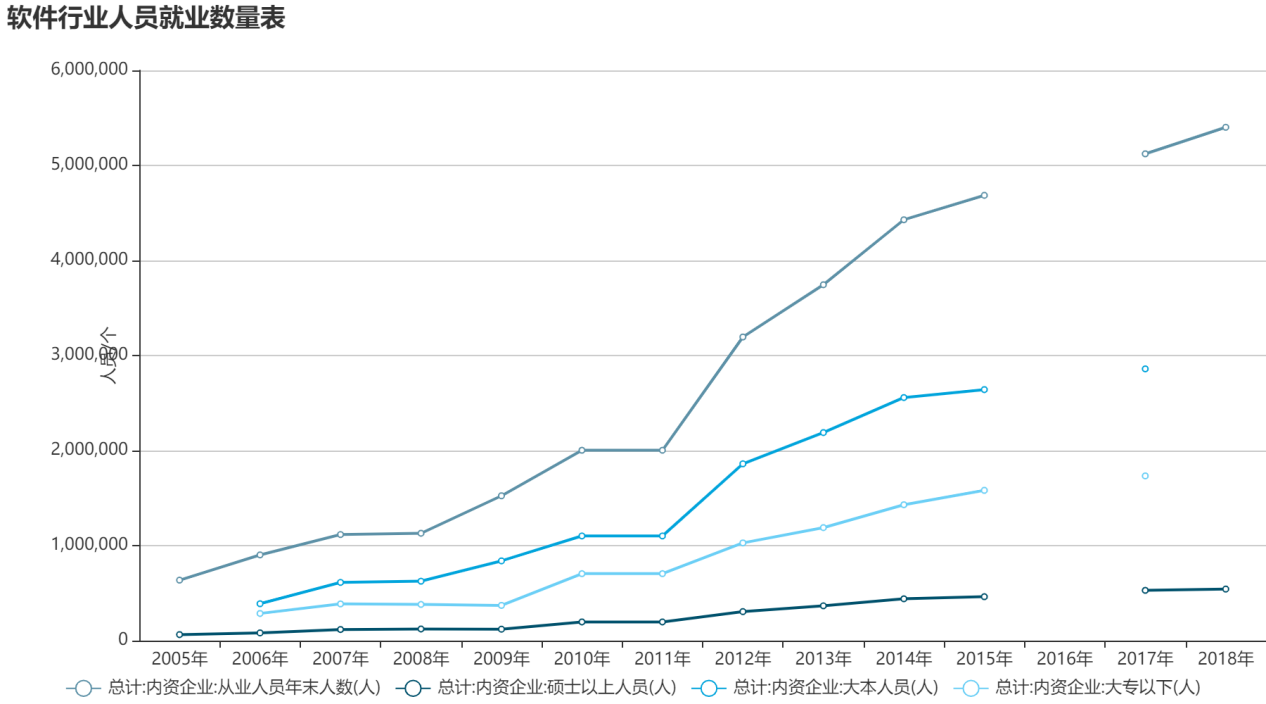 软件行业人员就业数量表
6,000,000
5,000,000
4,000,000
3,000,000
2,000,000
1,000,000
0
人员/个
2005年 2006年 2007年 2008年 2009年 2010年 2011年 2012年 2013年 2014年 2015年 2016年 2017年 2018年
总计:内资企业:从业人员年末人数(人) 总计:内资企业:硕士以上人员(人) 总计:内资企业:大本人员(人) 总计:内资企业:大专以下(人)